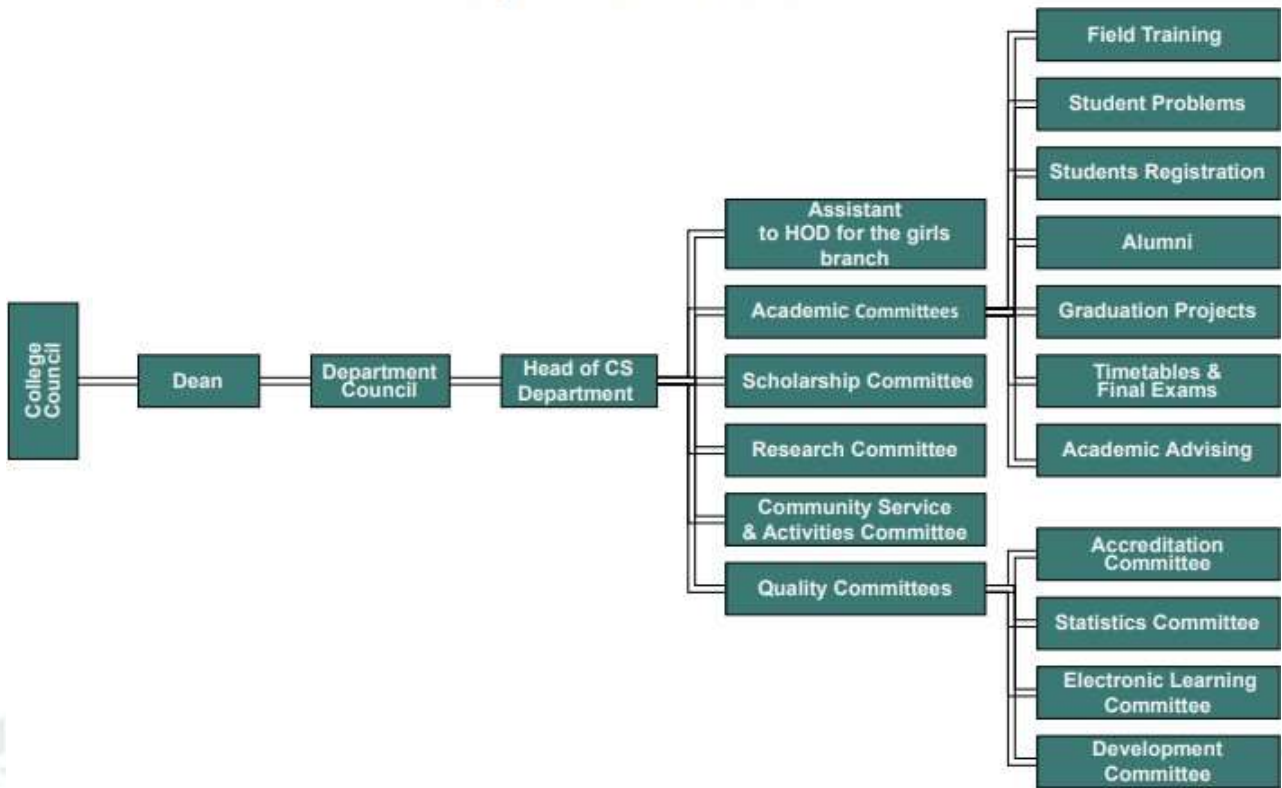 College
Council
Dean
Department
Council
Head of CS
Department
Assistant
to HOD for the girls
branch
Academic Committees
Scholarship Committee
Research Committee
Community Service
& Activities Committee
Quality Committees
Field Training
Student Problems
Students Registration
Alumni
Graduation Projects
Timetables &
Final Exams
Academic Advising
Accreditation
Committee
Statistics Committee
Electronic Learning
Committee
Development
Committee